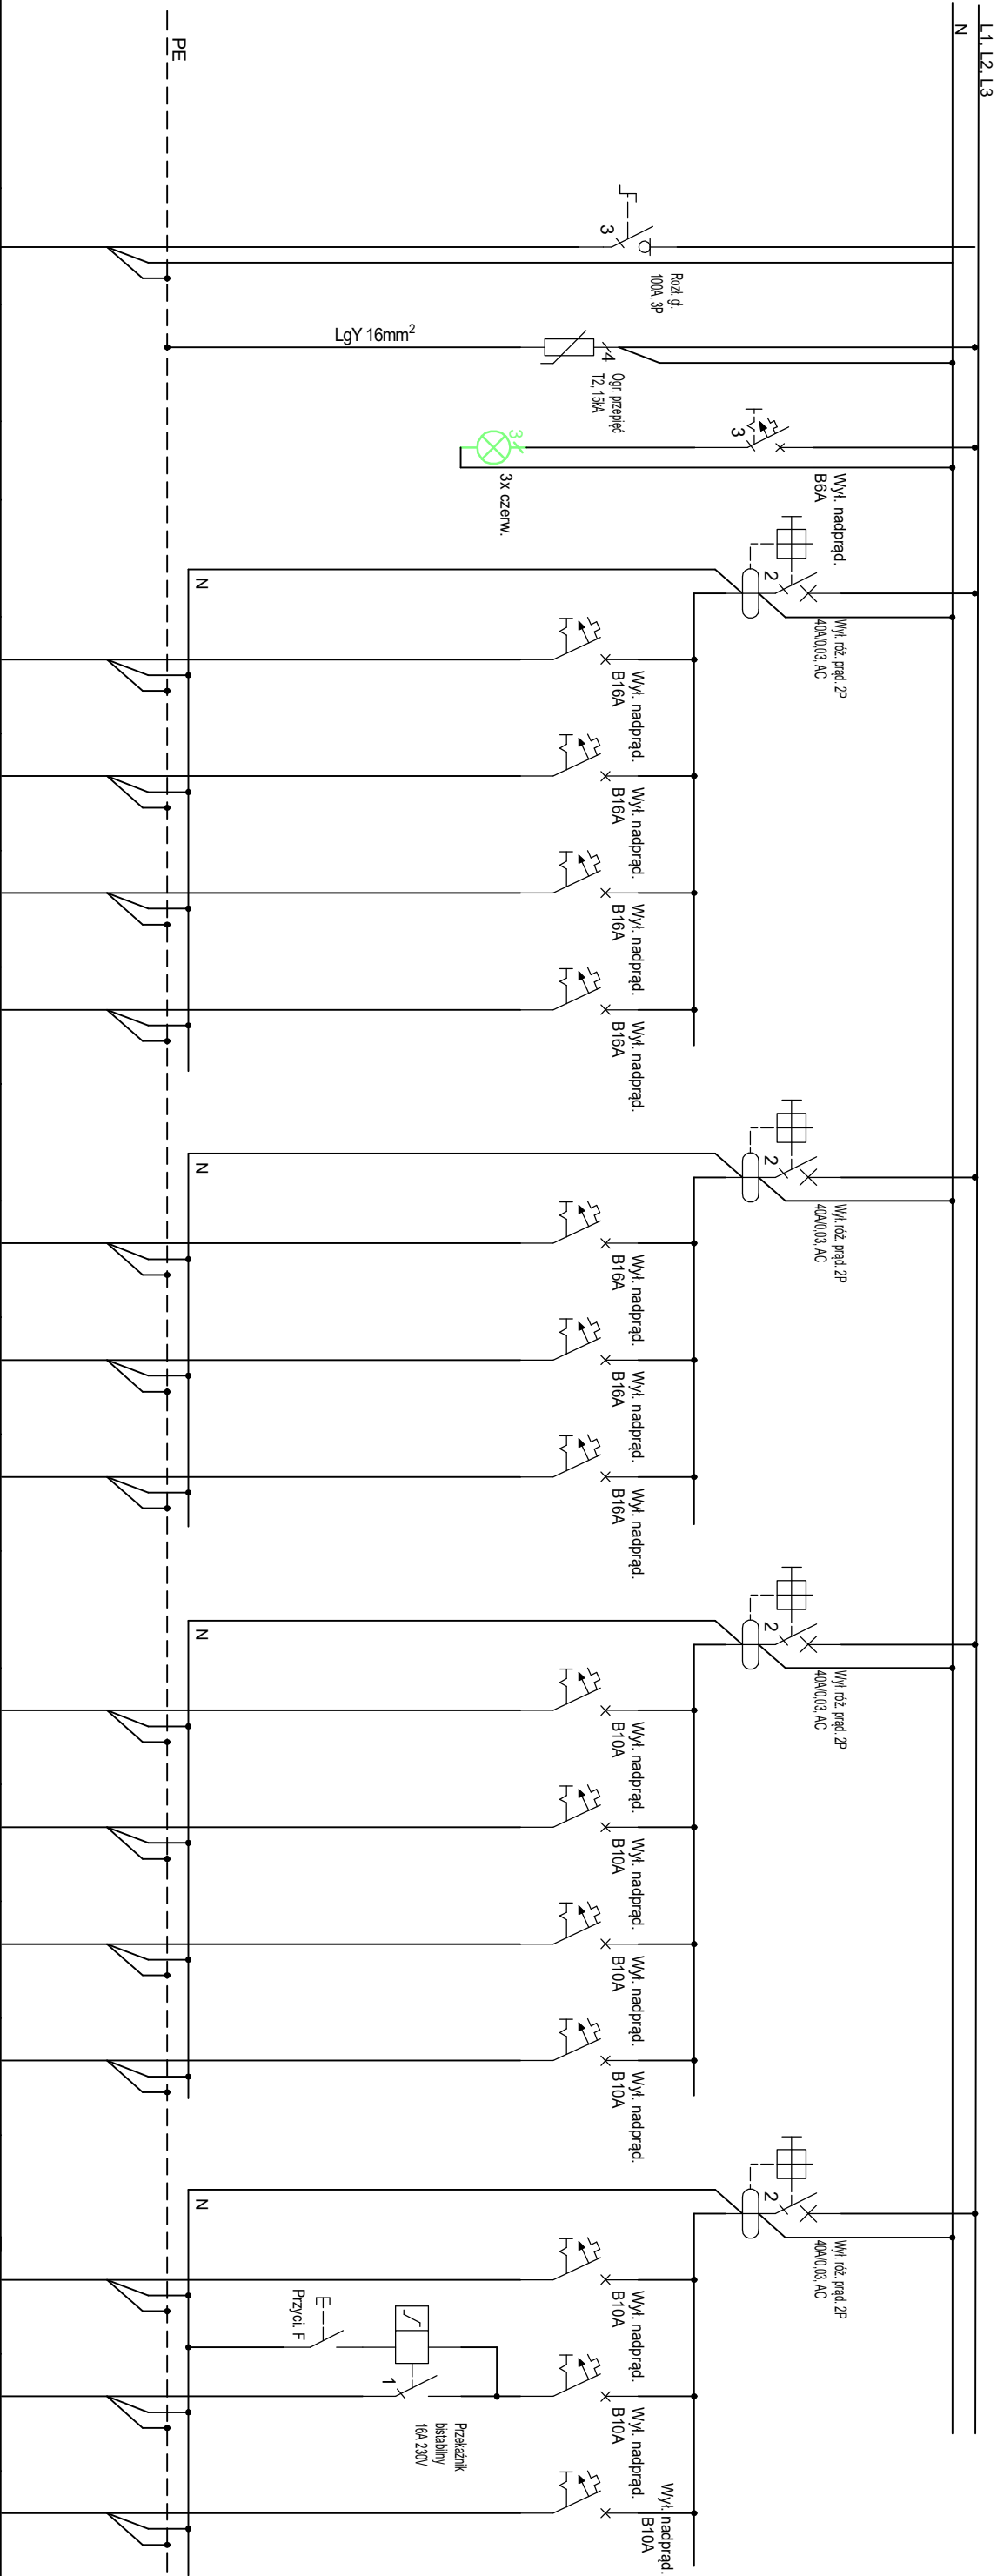 L1, L2, L3
N
PE
3
Rozł. gł.
100A, 3P
LgY 16mm²
4
Ogr. przepięć
T2, 15kA
3
3
3x czerw.
Wył. nadprąd.
B6A
2
Wył. róż. prąd. 2P
40A/0,03, AC
N
Wył. nadprąd.
B16A
Wył. nadprąd.
B16A
Wył. nadprąd.
B16A
Wył. nadprąd.
B16A
2
Wył. róż. prąd. 2P
40A/0,03, AC
N
Wył. nadprąd.
B16A
Wył. nadprąd.
B16A
Wył. nadprąd.
B16A
2
Wył. róż. prąd. 2P
40A/0,03, AC
N
Wył. nadprąd.
B10A
Wył. nadprąd.
B10A
Wył. nadprąd.
B10A
Wył. nadprąd.
B10A
2
Wył. róż. prąd. 2P
40A/0,03, AC
N
Wył. nadprąd.
B10A
Przyci. F
1
Przekaźnik
bistabilny
16A 230V
Wył. nadprąd.
B10A
Wył. nadprąd.
B10A